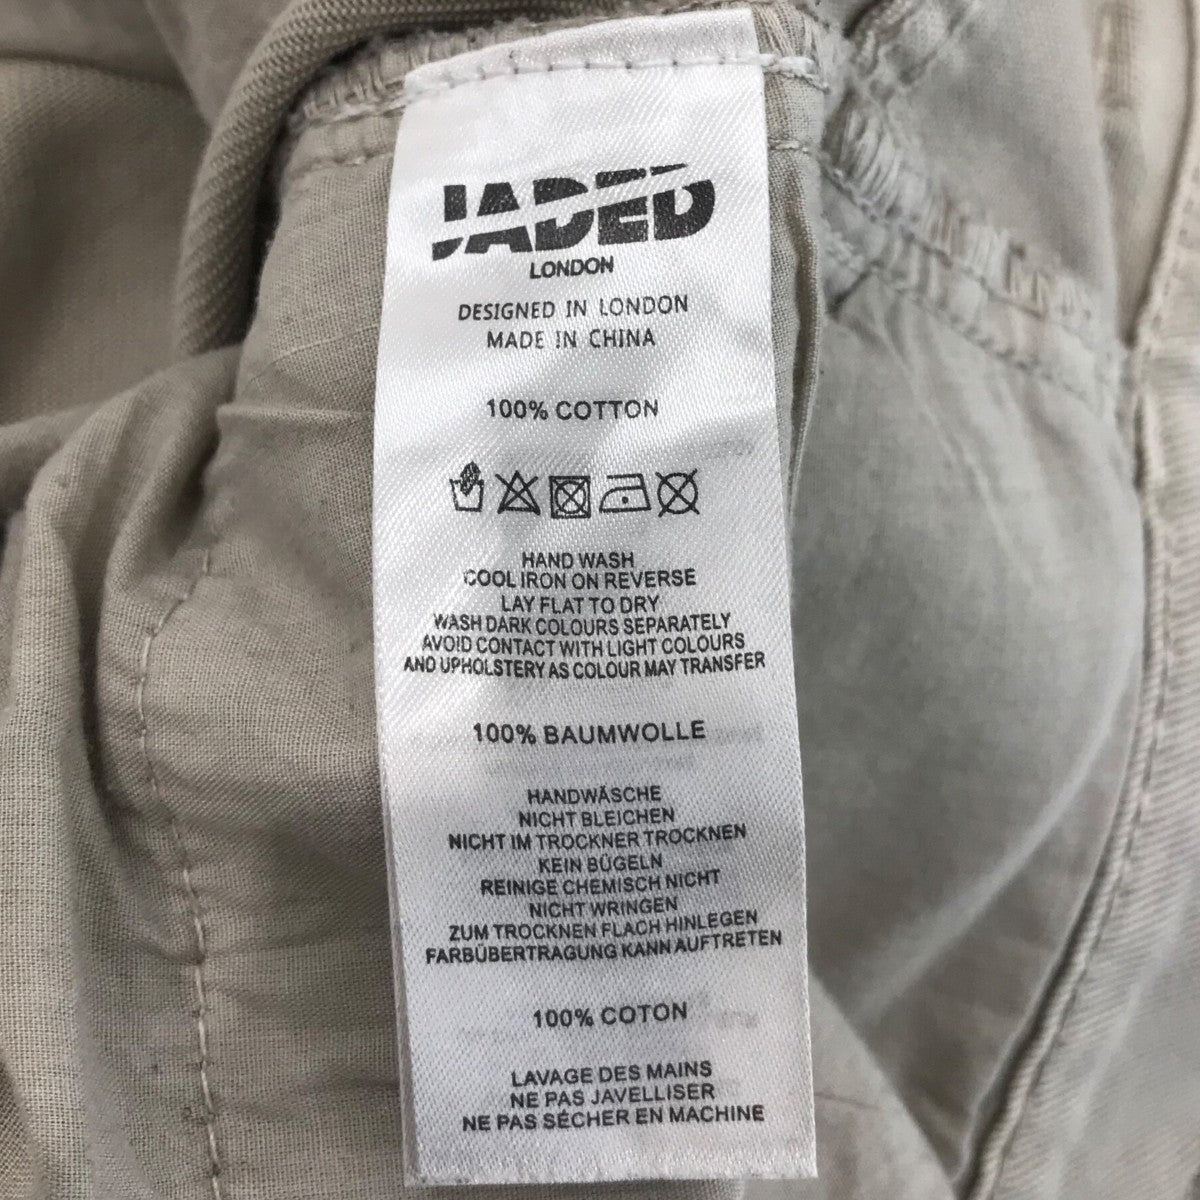 JADED
LONDON
DESIGNED IN LONDON
MADE IN CHINA
100% COTTON
HAND WASH
COOL IRON ON REVERSE
LAY FLAT TO DRY
WASH DARK COLOURS SEPARATELY
AVOID CONTACT WITH LIGHT COLOURS
AND UPHOLSTERY AS COLOUR MAY TRANSFER
100% BAUMWOLLE
HANDWÄSCHE
NICHT BLEICHEN
NICHT IM TROCKNER TROCKNEN
KEIN BÜGELN
REINIGE CHEMISCH NICHT
NICHT WRINGEN
ZUM TROCKNEN FLACH HINLEGEN
FARBÜBERTRAGUNG KANN AUFTRETEN
100% COTON
LAVAGE DES MAINS
NE PAS JAVELLISER
NE PAS SÉCHER EN MACHINE